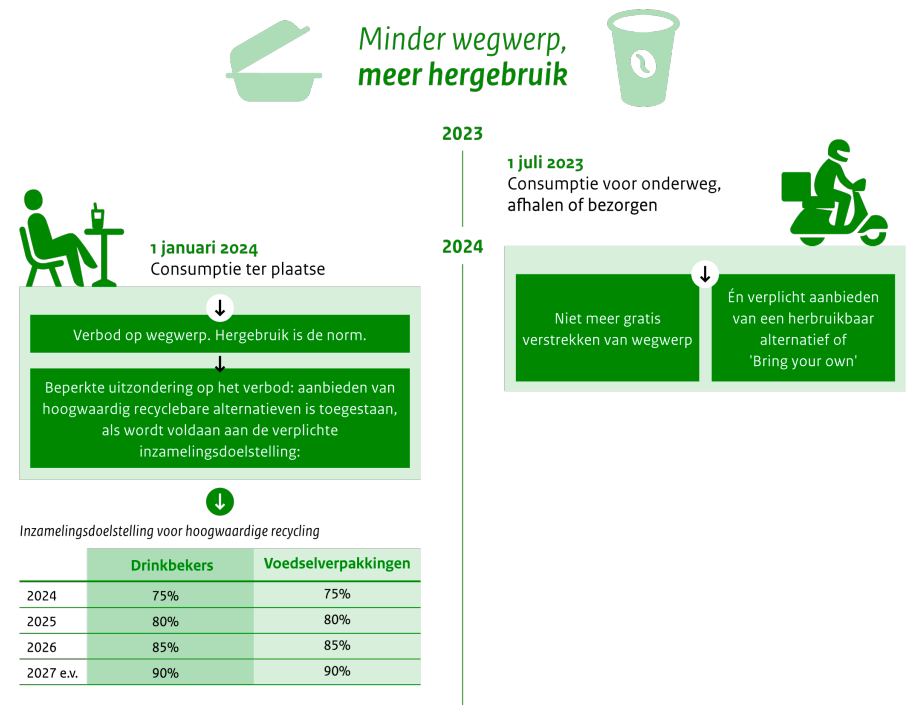 Minder wegwerp,
meer hergebruik
2023
1 juli 2023
Consumptie voor onderweg,
afhalen of bezorgen
2024
Niet meer gratis
verstrekken van wegwerp
Én verplicht aanbieden
van een herbruikbaar
alternatief of
'Bring your own'
1 januari 2024
Consumptie ter plaatse
Verbod op wegwerp. Hergebruik is de norm.
Beperkte uitzondering op het verbod: aanbieden van
hoogwaardig recyclebare alternatieven is toegestaan,
als wordt voldaan aan de verplichte
inzamelingsdoelstelling:
Inzamelingsdoelstelling voor hoogwaardige recycling
Drinkbekers Voedselverpakkingen
2024 75% 75%
2025 80% 80%
2026 85% 85%
2027 e.v. 90% 90%